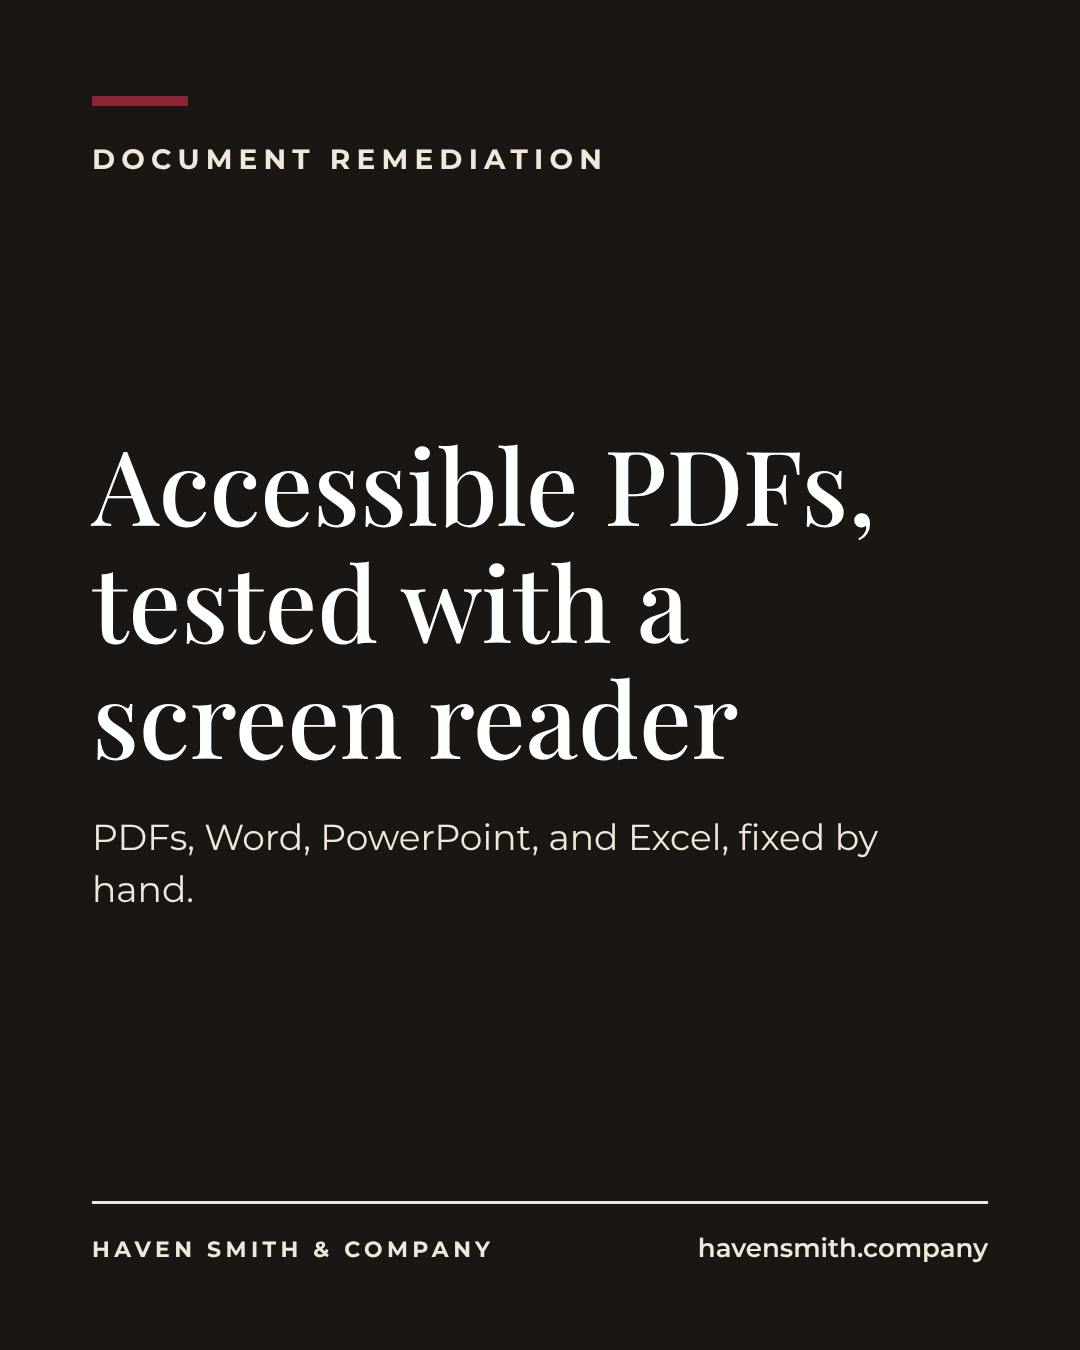 DOCUMENT REMEDIATION
Accessible PDFs,
tested with a
screen reader
PDFs, Word, PowerPoint, and Excel, fixed by
hand.
HAVEN SMITH & COMPANY
havensmith.company